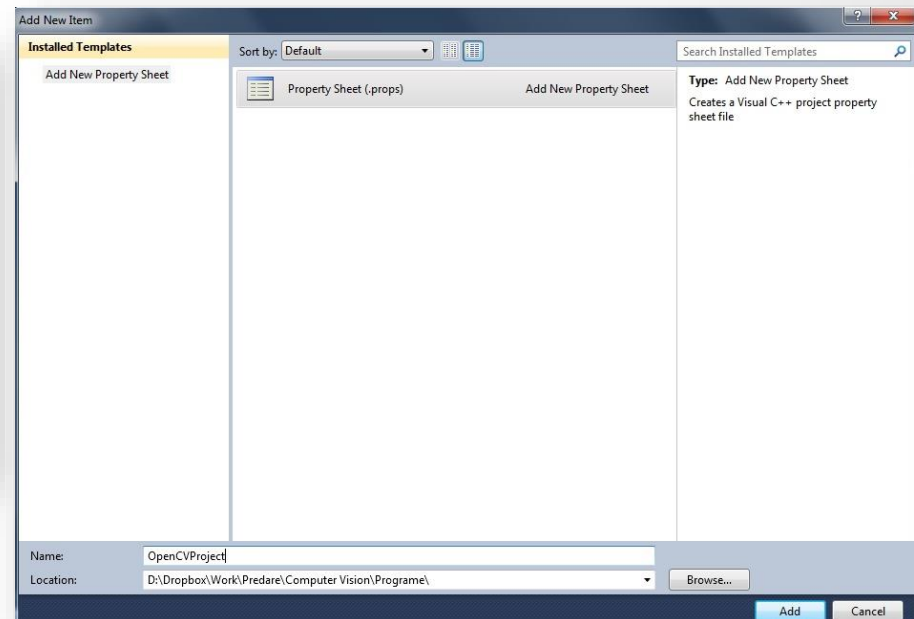 Add New Item
Installed Templates
Add New Property Sheet
Sort by: Default
Property Sheet (.props) Add New Property Sheet
Search Installed Templates
Type: Add New Property Sheet
Creates a Visual C++ project property
sheet file
Name: OpenCVProject
Location: D:\Dropbox\Work\Predare\Computer Vision\Programe\ Browse...
Add Cancel